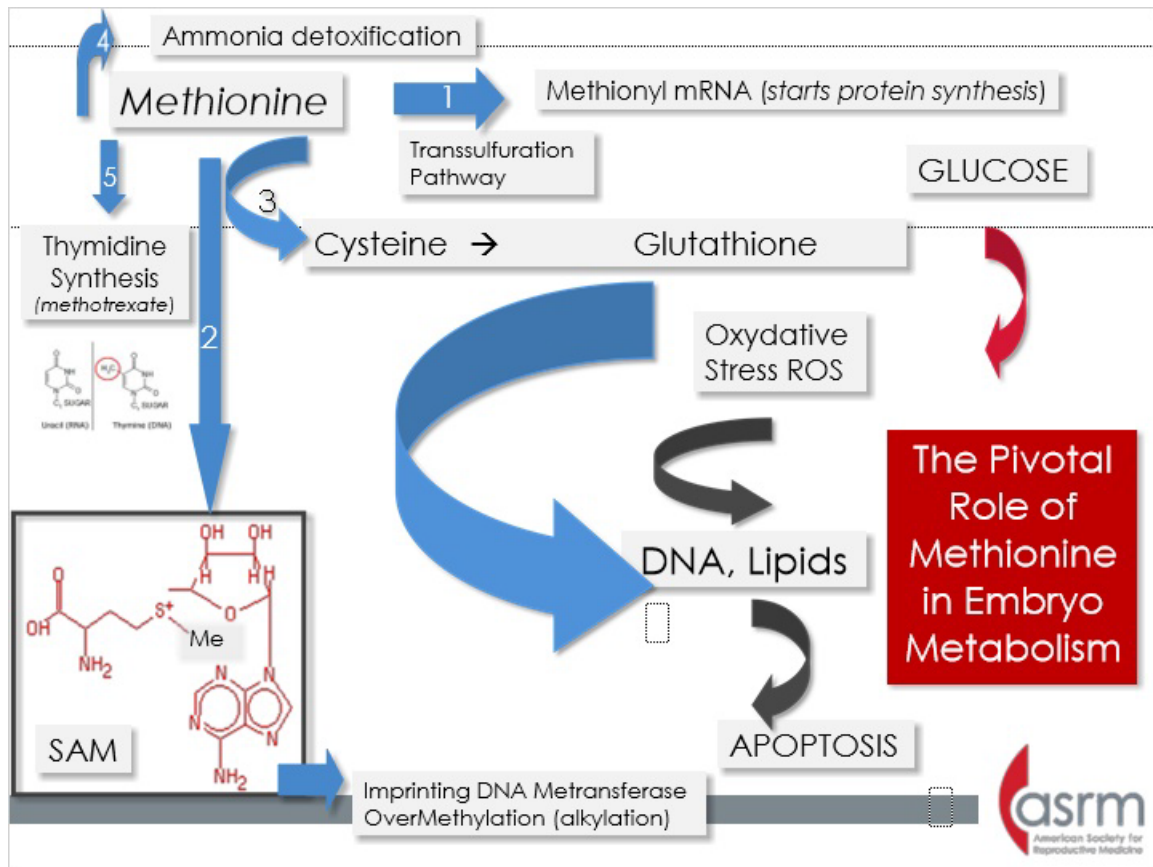 4
Ammonia detoxification
Methionine
1
Methionyl mRNA (starts protein synthesis)
Transsulfuration
Pathway
GLUCOSE
5
3
Cysteine → Glutathione
Thymidine
Synthesis
(methotrexate)
2
Oxydative
Stress ROS
H₃C
O
NH
N
O
C,
SUGAR
Uracil (RNA)
O
NH
N
O
C,
SUGAR
Thymine (DNA)
The Pivotal
Role of
Methionine
in Embryo
Metabolism
DNA, Lipids
APOPTOSIS
OH OH
H H H
O
O
S+
OH
Me
NH₂
N
N
N
N
NH₂
SAM
Imprinting DNA Metransferase
OverMethylation (alkylation)
asrm
American Society for
Reproductive Medicine